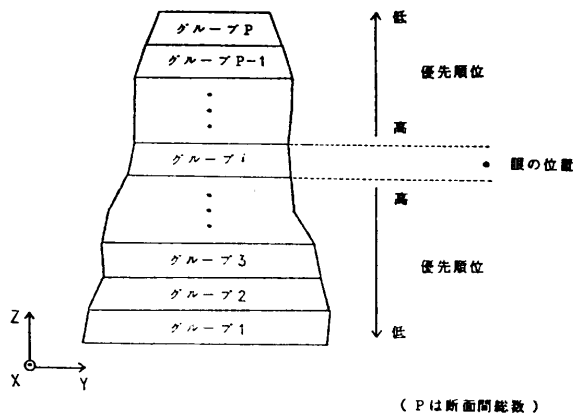 グループP
低
グループP-1
優先順位
高
グループi
眼の位置
高
グループ3
優先順位
グループ2
グループ1
低
Z
X
Y
( Pは断面間総数 )